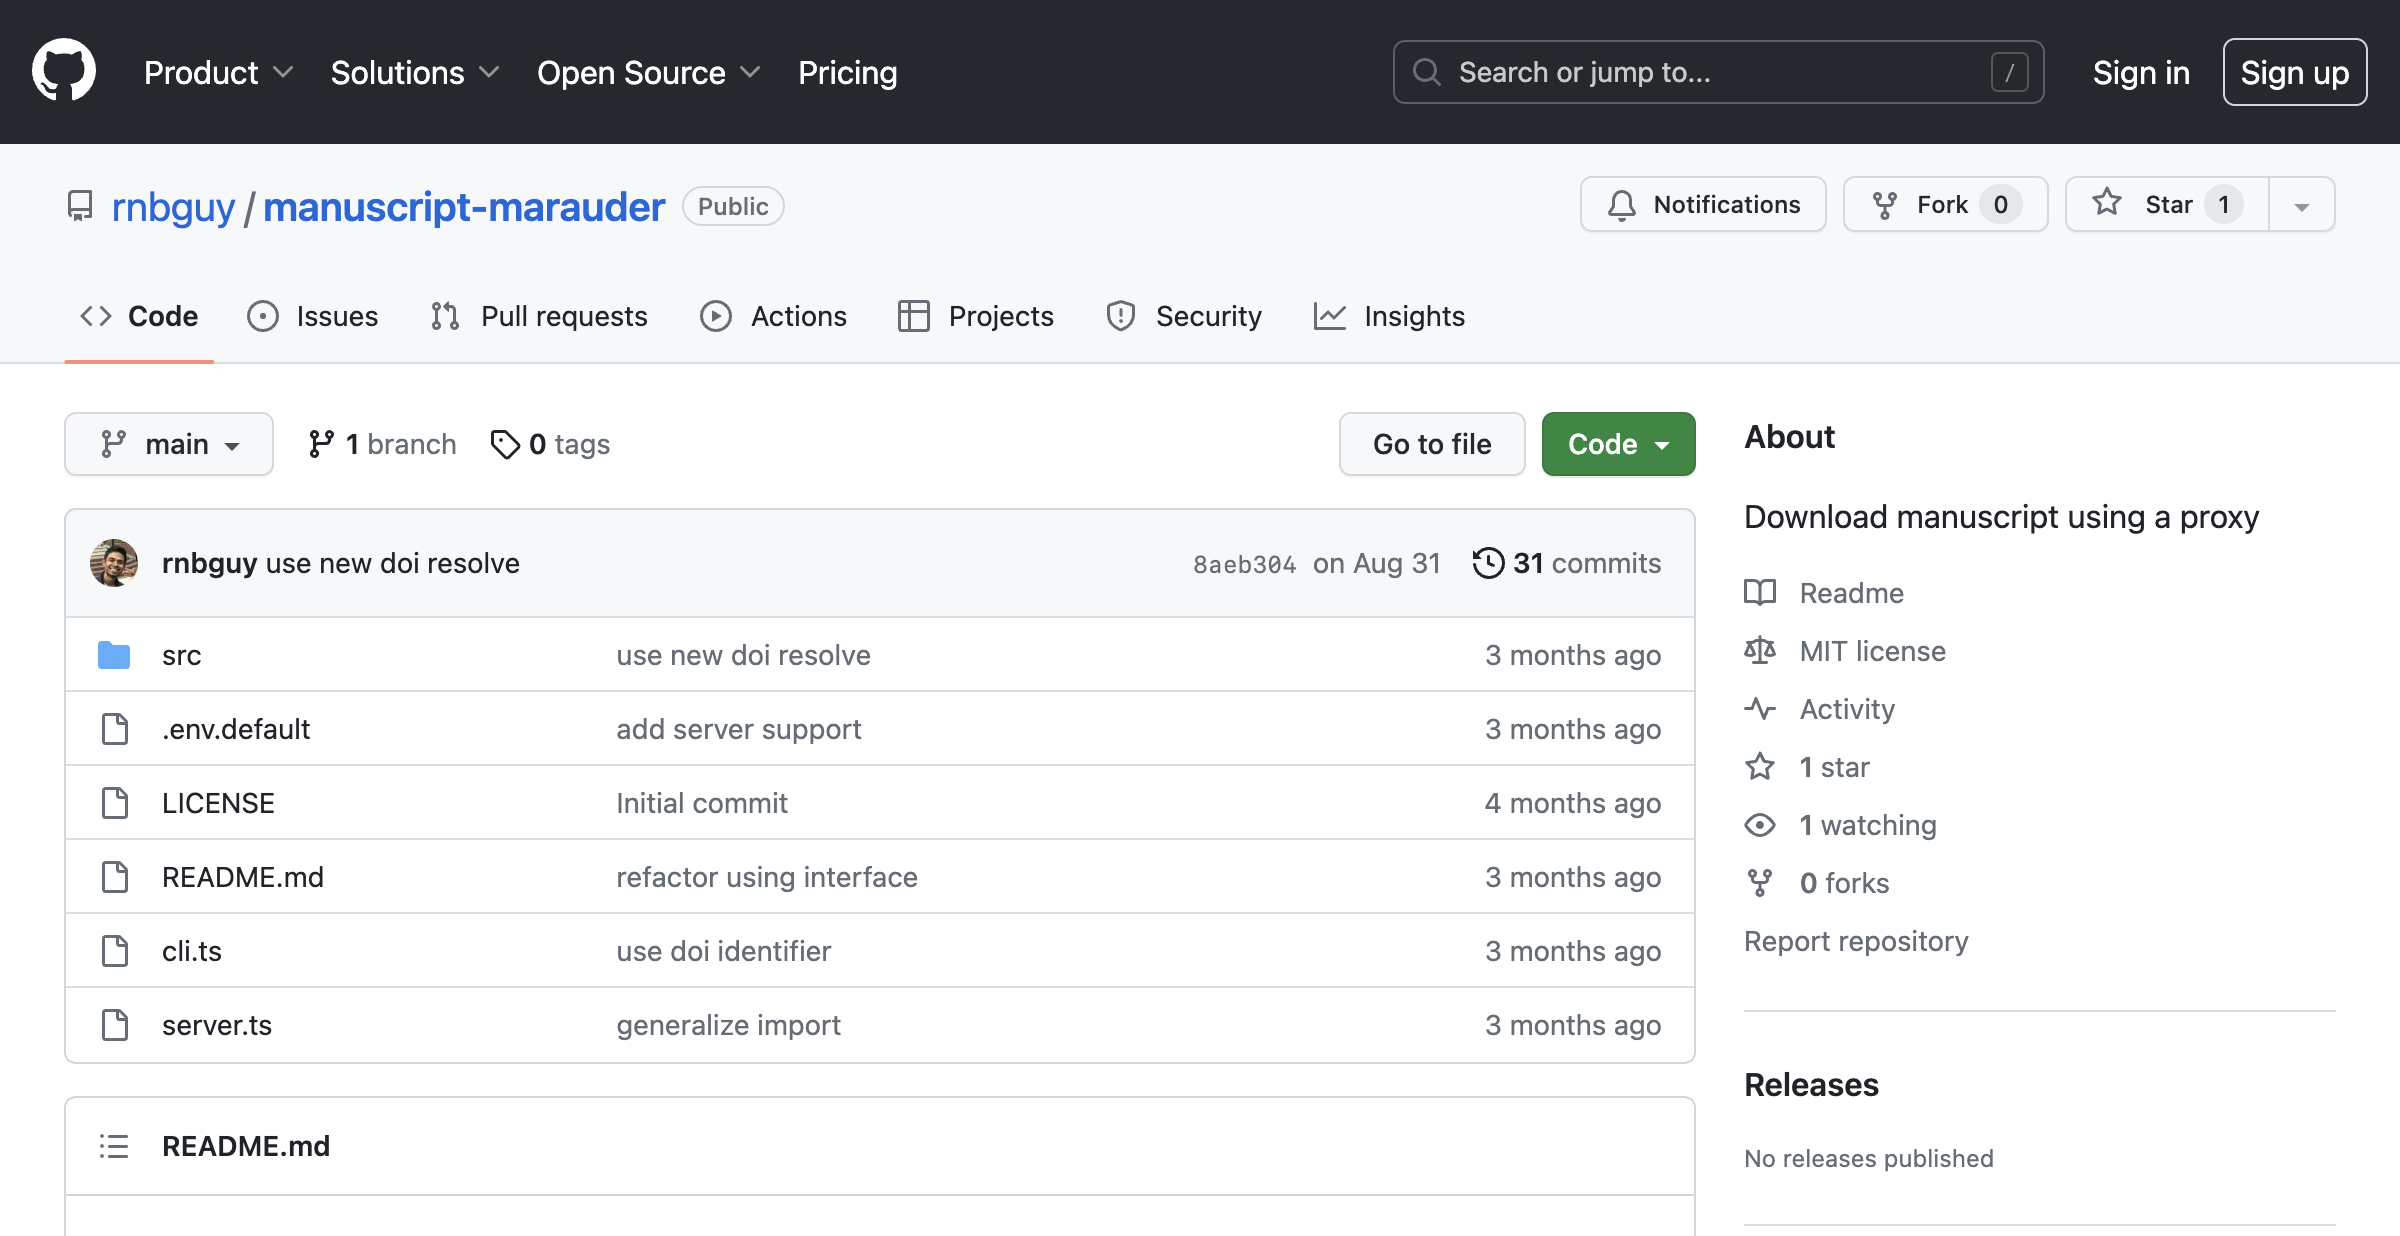 Product Solutions Open Source Pricing Search or jump to... / Sign in Sign up
rnbguy / manuscript-marauder Public Notifications Fork 0 Star 1
Code Issues Pull requests Actions Projects Security Insights
main 1 branch 0 tags Go to file Code
rnbguy use new doi resolve 8aeb304 on Aug 31 31 commits
src use new doi resolve 3 months ago
.env.default add server support 3 months ago
LICENSE Initial commit 4 months ago
README.md refactor using interface 3 months ago
cli.ts use doi identifier 3 months ago
server.ts generalize import 3 months ago
README.md
About
Download manuscript using a proxy
Readme
MIT license
Activity
1 star
1 watching
0 forks
Report repository
Releases
No releases published